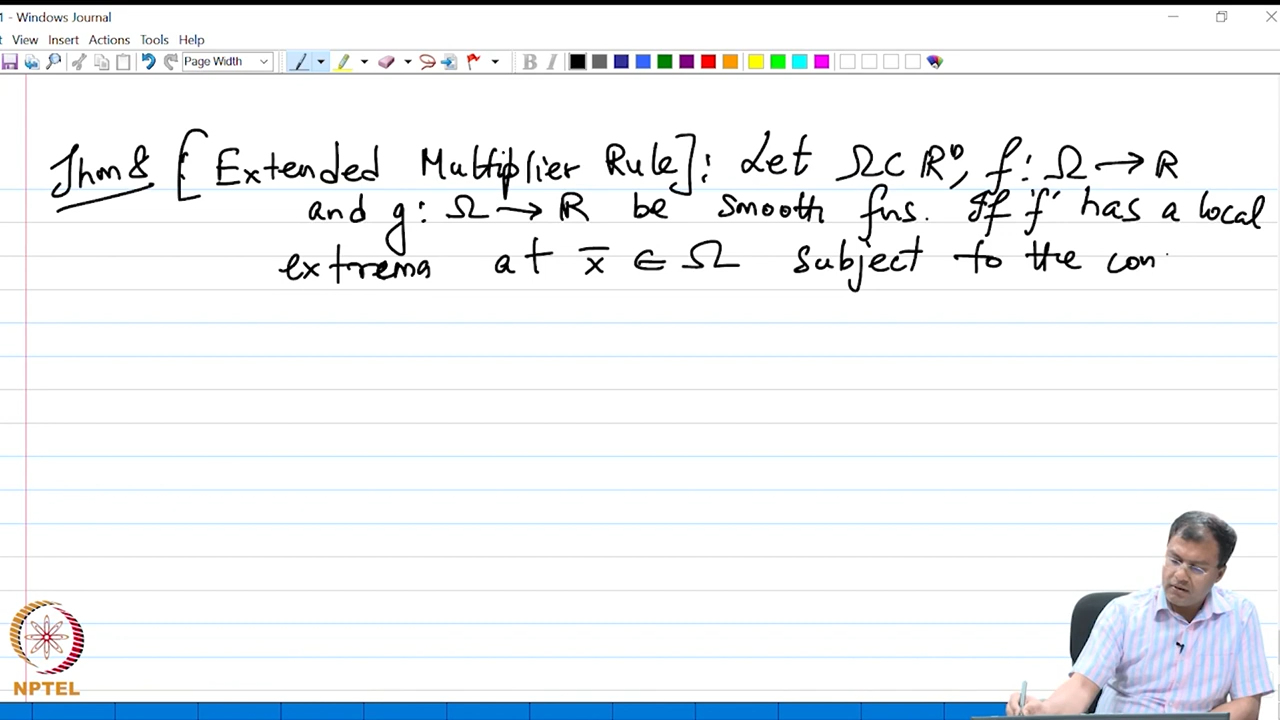 1 - Windows Journal
View Insert Actions Tools Help
Page Width B I
Thm 8 [Extended Multiplier Rule]: Let Ω ⊂ ℝⁿ, f: Ω → ℝ
and g: Ω → ℝ be smooth fns. If 'f' has a local
extrema at x̄ ∈ Ω subject to the con
NPTEL